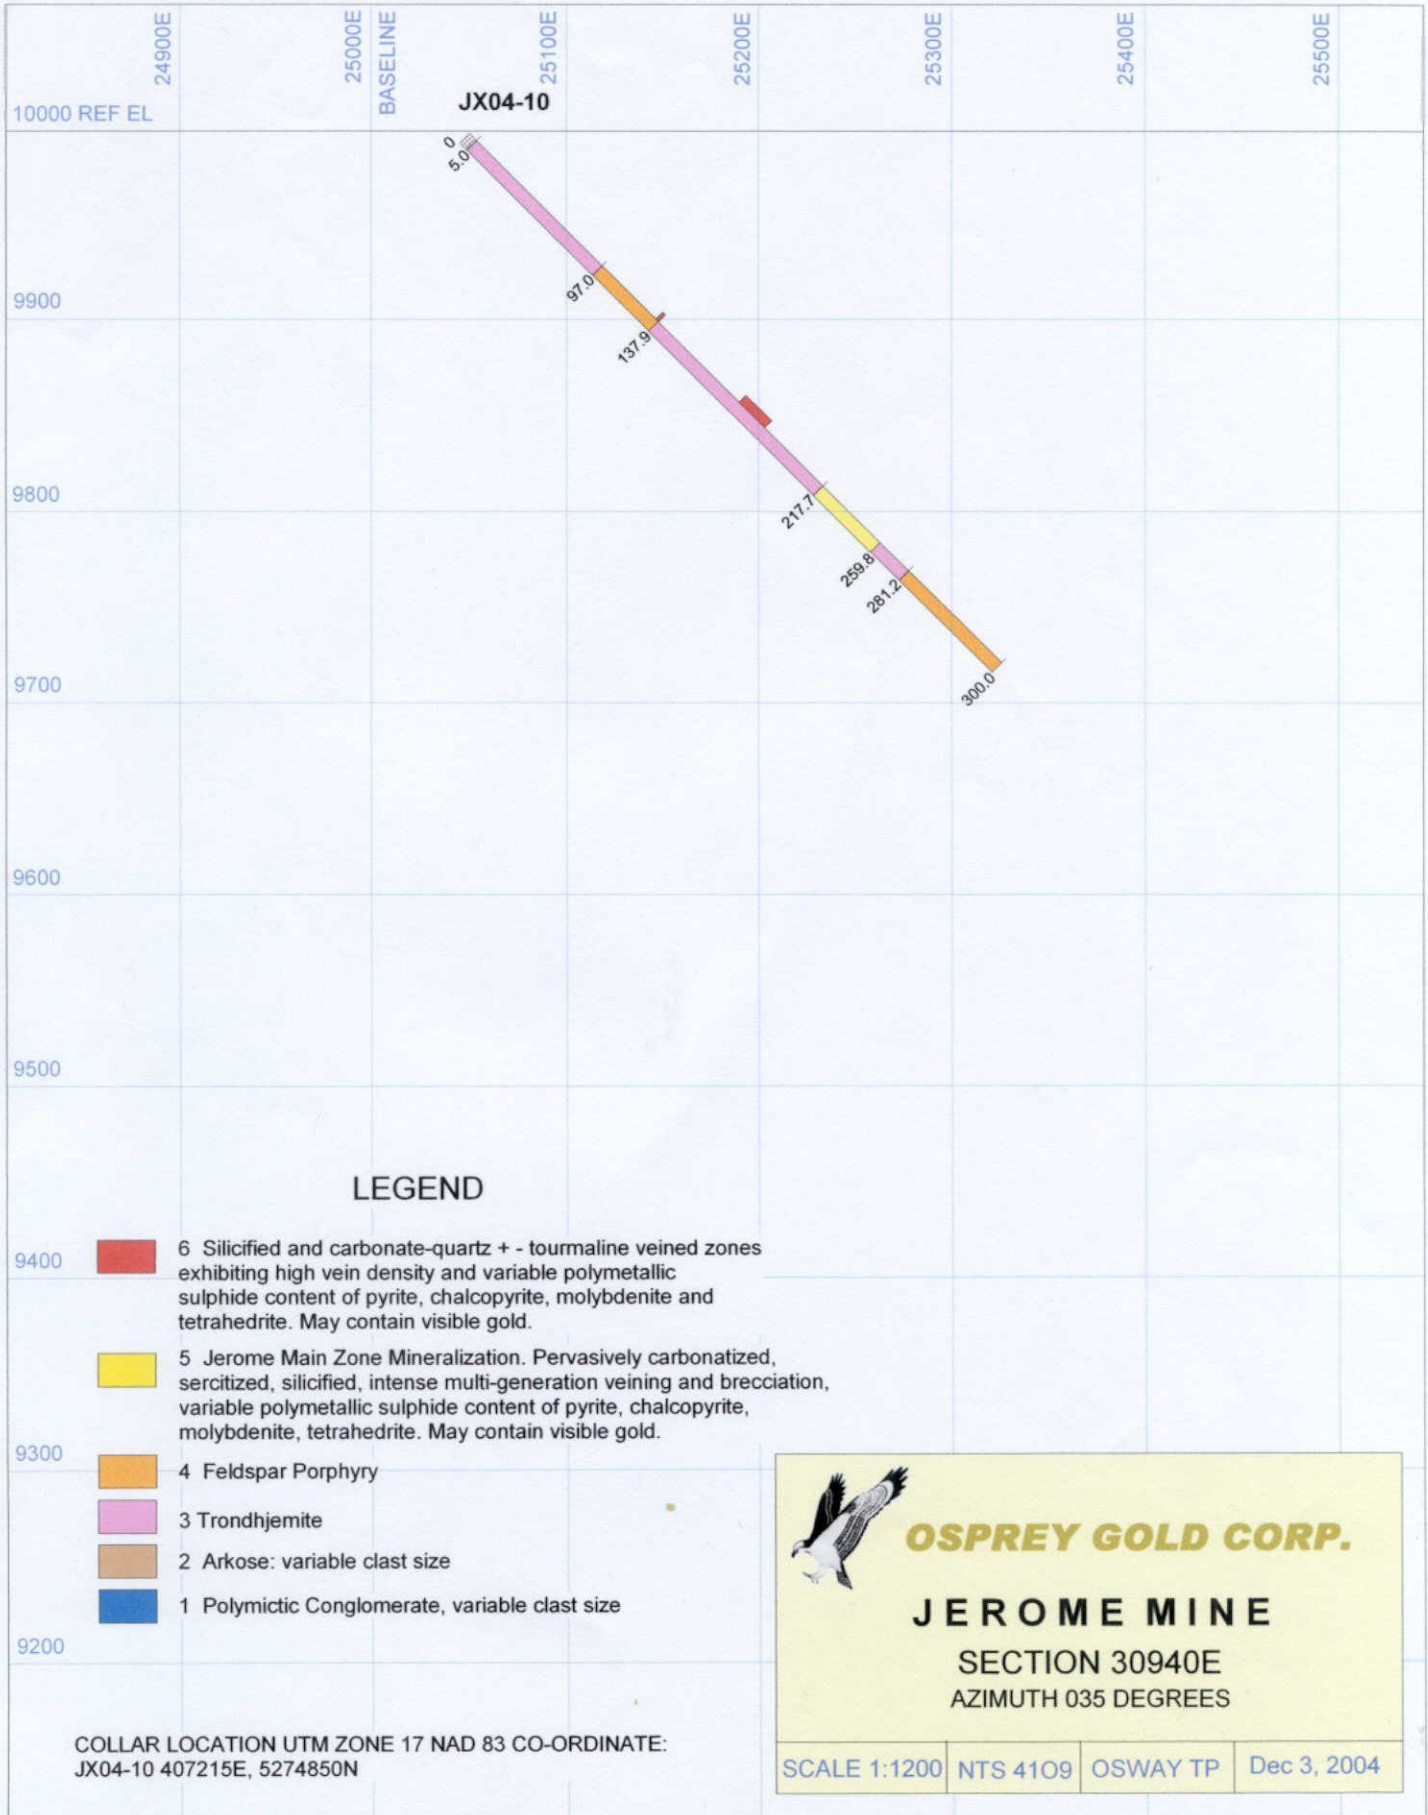 24900E
25000E
BASELINE
25100E
25200E
25300E
25400E
25500E
10000 REF EL
JX04-10
0
5.0
97.0
9900
137.9
9800
217.7
259.8
281.2
9700
300.0
9600
9500
LEGEND
9400
6 Silicified and carbonate-quartz + - tourmaline veined zones
exhibiting high vein density and variable polymetallic
sulphide content of pyrite, chalcopyrite, molybdenite and
tetrahedrite. May contain visible gold.
5 Jerome Main Zone Mineralization. Pervasively carbonatized,
sercitized, silicified, intense multi-generation veining and brecciation,
variable polymetallic sulphide content of pyrite, chalcopyrite,
molybdenite, tetrahedrite. May contain visible gold.
9300
4 Feldspar Porphyry
3 Trondhjemite
2 Arkose: variable clast size
1 Polymictic Conglomerate, variable clast size
9200
OSPREY GOLD CORP.
JEROME MINE
SECTION 30940E
AZIMUTH 035 DEGREES
COLLAR LOCATION UTM ZONE 17 NAD 83 CO-ORDINATE:
JX04-10 407215E, 5274850N
SCALE 1:1200 NTS 41O9 OSWAY TP Dec 3, 2004